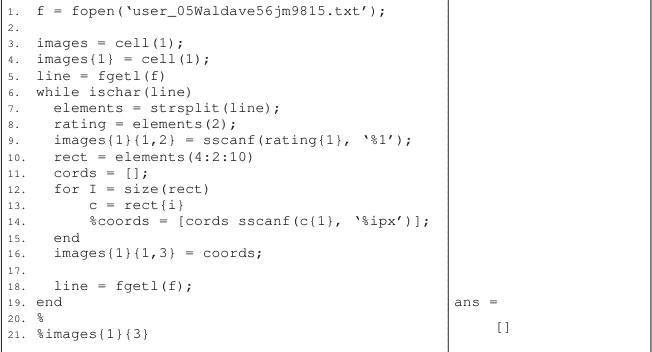 1. f = fopen(‘user_05Waldave56jm9815.txt’);
2.
3. images = cell(1);
4. images{1} = cell(1);
5. line = fgetl(f)
6. while ischar(line)
7. elements = strsplit(line);
8. rating = elements(2);
9. images{1}{1,2} = sscanf(rating{1}, ‘%1’);
10. rect = elements(4:2:10)
11. cords = [];
12. for I = size(rect)
13. c = rect{i}
14. %coords = [cords sscanf(c{1}, ‘%ipx’)];
15. end
16. images{1}{1,3} = coords;
17.
18. line = fgetl(f);
19. end
20. %
21. %images{1}{3}
ans =
[]